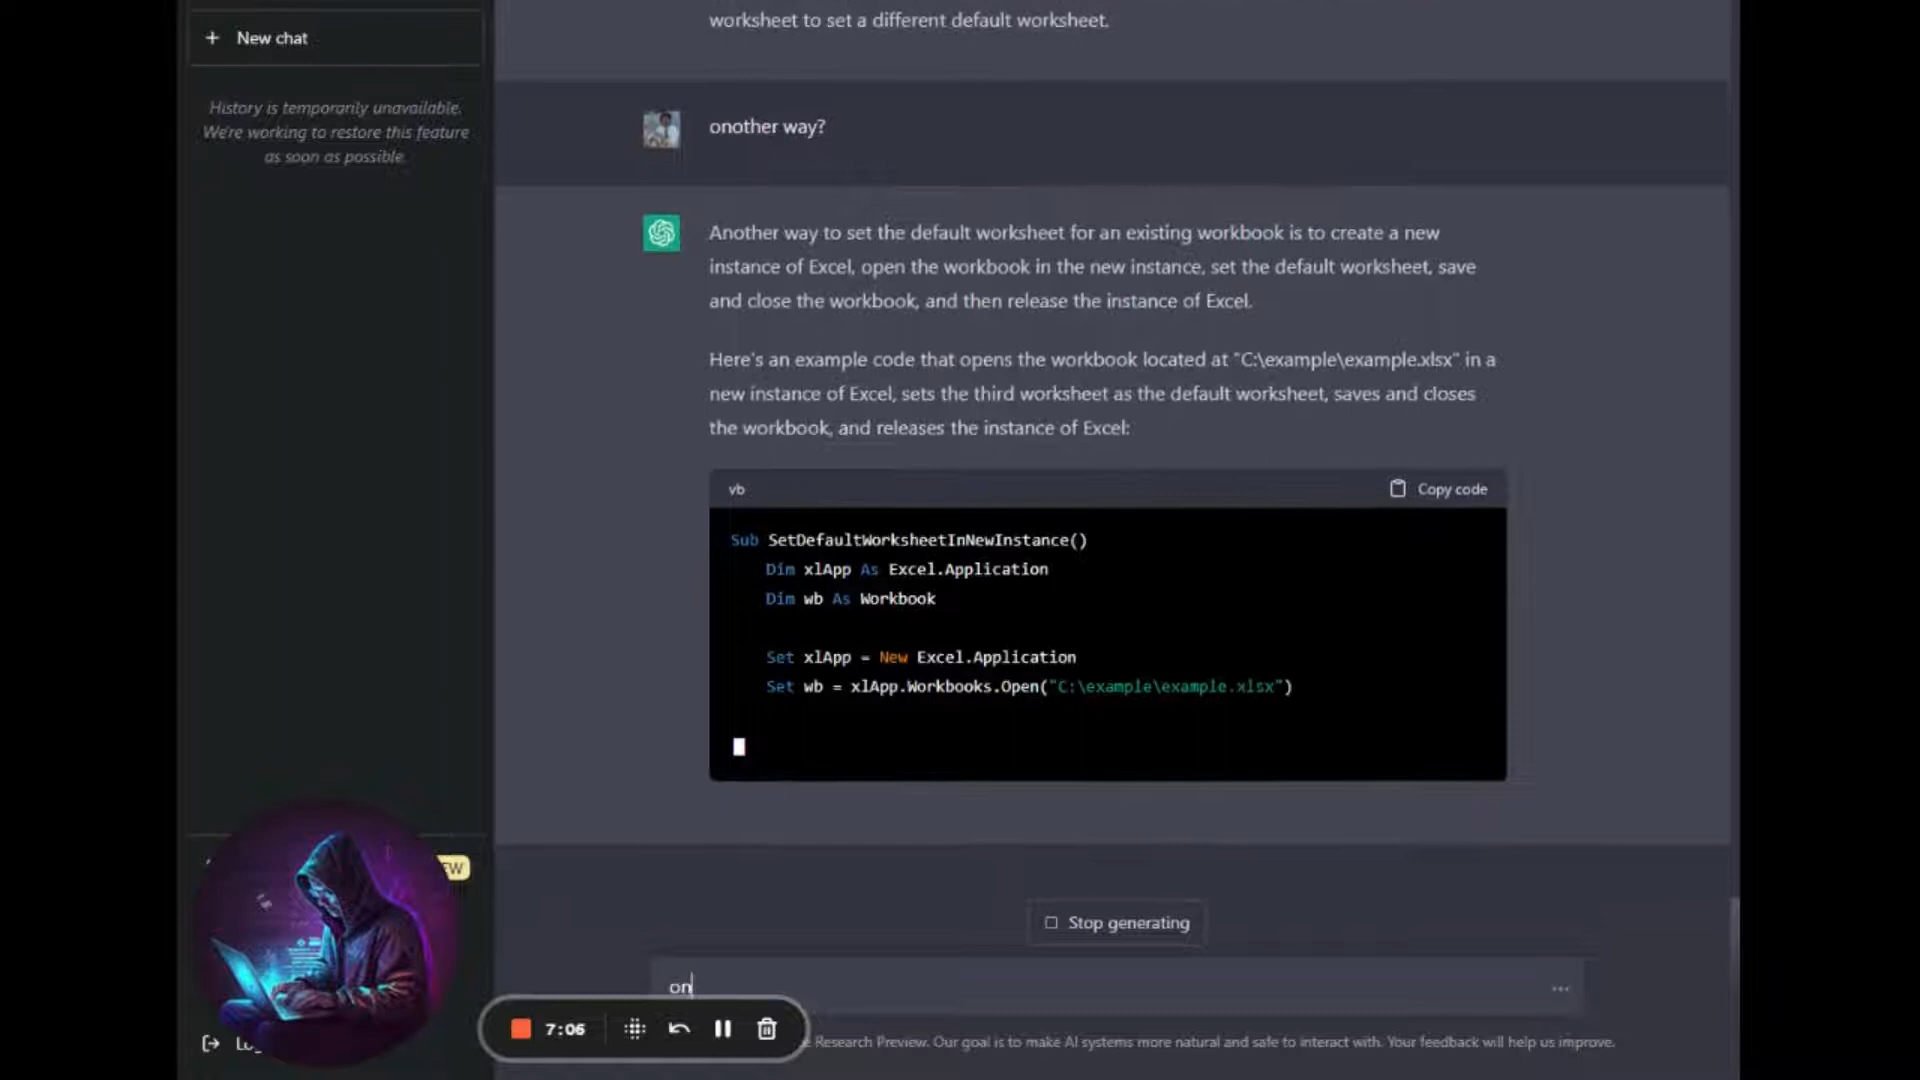 worksheet to set a different default worksheet.
+ New chat
History is temporarily unavailable.
We're working to restore this feature
as soon as possible.
onother way?
Another way to set the default worksheet for an existing workbook is to create a new
instance of Excel, open the workbook in the new instance, set the default worksheet, save
and close the workbook, and then release the instance of Excel.
Here's an example code that opens the workbook located at "C:\example\example.xlsx" in a
new instance of Excel, sets the third worksheet as the default worksheet, saves and closes
the workbook, and releases the instance of Excel:
vb
Copy code
Sub SetDefaultWorksheetInNewInstance()
Dim xlApp As Excel.Application
Dim wb As Workbook
Set xlApp = New Excel.Application
Set wb = xlApp.Workbooks.Open("C:\example\example.xlsx")
Stop generating
on
...
7:06
Research Preview. Our goal is to make AI systems more natural and safe to interact with. Your feedback will help us improve.